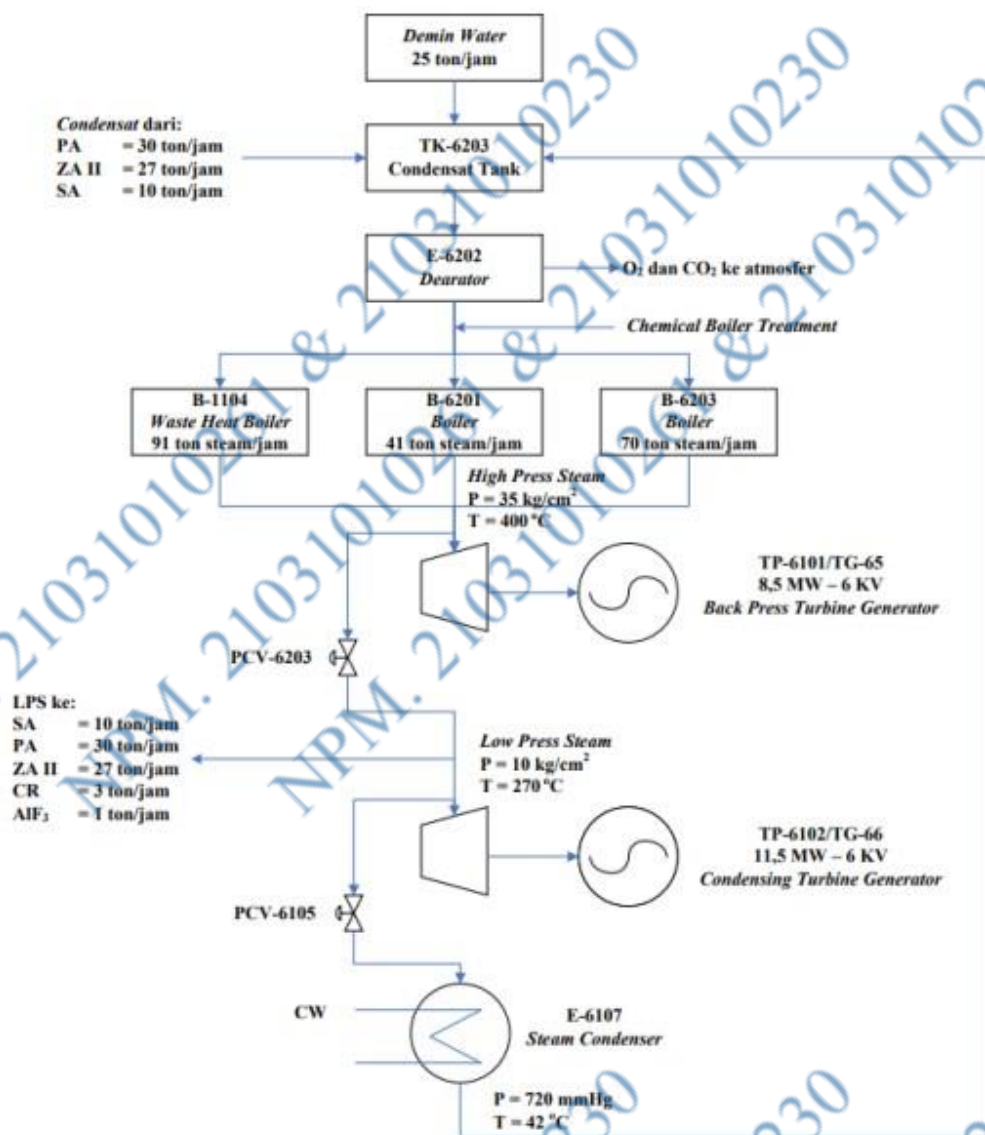 Demin Water
25 ton/jam
Condensat dari:
PA = 30 ton/jam
ZA II = 27 ton/jam
SA = 10 ton/jam
TK-6203
Condensat Tank
E-6202
Dearator
O₂ dan CO₂ ke atmosfer
Chemical Boiler Treatment
B-1104
Waste Heat Boiler
91 ton steam/jam
B-6201
Boiler
41 ton steam/jam
B-6203
Boiler
70 ton steam/jam
High Press Steam
P = 35 kg/cm²
T = 400 °C
TP-6101/TG-65
8,5 MW – 6 KV
Back Press Turbine Generator
PCV-6203
LPS ke:
SA = 10 ton/jam
PA = 30 ton/jam
ZA II = 27 ton/jam
CR = 3 ton/jam
AlF₃ = 1 ton/jam
Low Press Steam
P = 10 kg/cm²
T = 270 °C
TP-6102/TG-66
11,5 MW – 6 KV
Condensing Turbine Generator
PCV-6105
CW
E-6107
Steam Condenser
P = 720 mmHg
T = 42 °C
2103101261 & 2103101230
NPM. 2103101261 & 2103101230